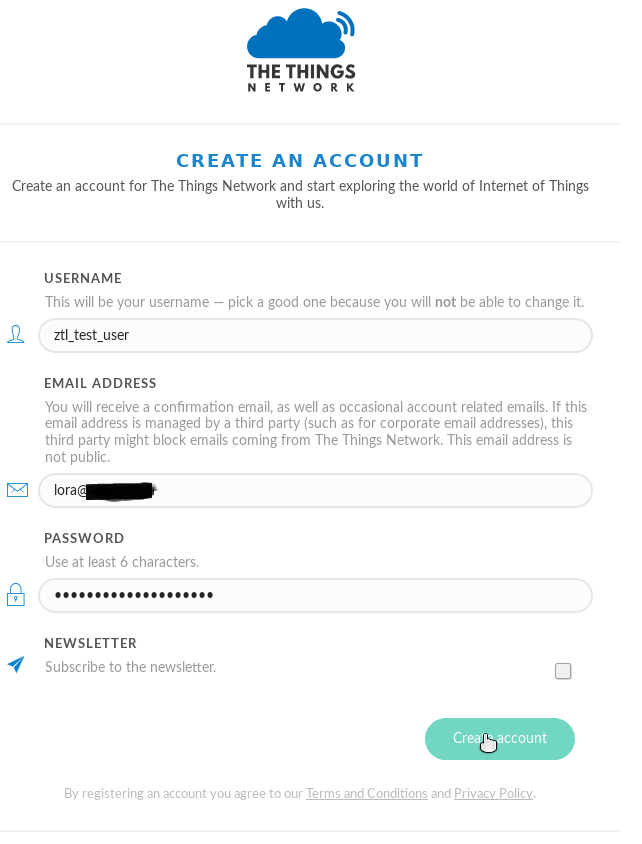 THE THINGS
NETWORK
CREATE AN ACCOUNT
Create an account for The Things Network and start exploring the world of Internet of Things
with us.
USERNAME
This will be your username — pick a good one because you will not be able to change it.
ztl_test_user
EMAIL ADDRESS
You will receive a confirmation email, as well as occasional account related emails. If this
email address is managed by a third party (such as for corporate email addresses), this
third party might block emails coming from The Things Network. This email address is
not public.
lora@
PASSWORD
Use at least 6 characters.
••••••••••••••••••••
NEWSLETTER
Subscribe to the newsletter.
Create account
By registering an account you agree to our Terms and Conditions and Privacy Policy.